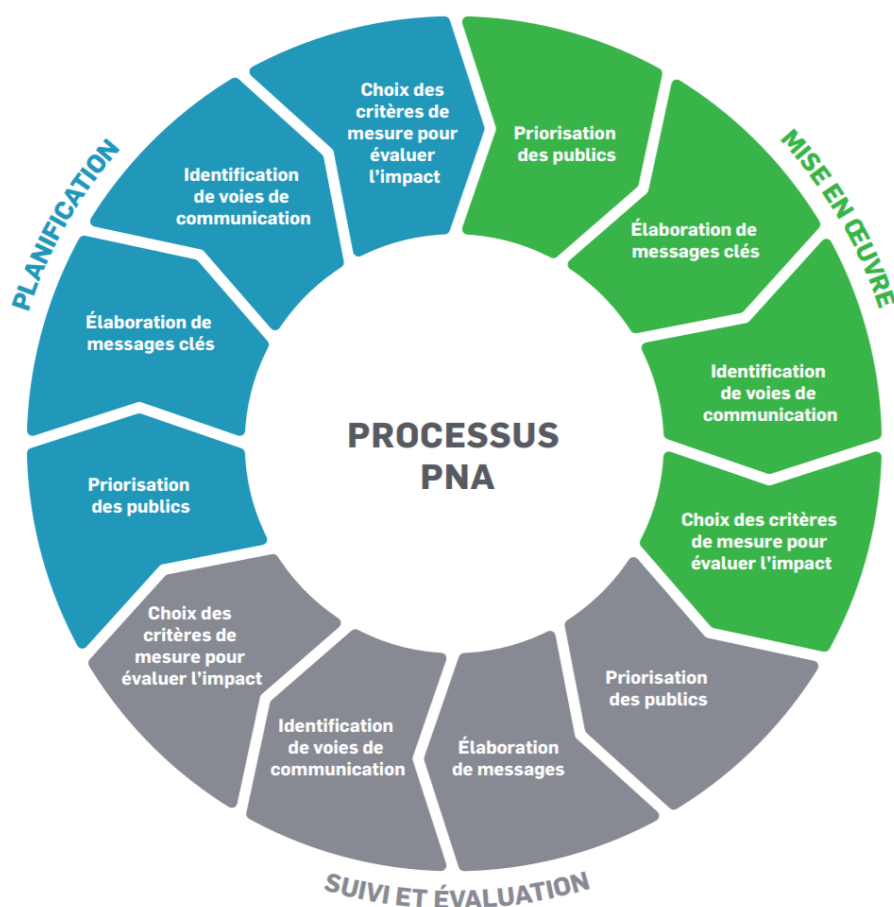 PROCESSUS
PNA
PLANIFICATION
Priorisation
des publics
Élaboration de
messages clés
Identification
de voies de
communication
Choix des
critères de
mesure pour
évaluer
l'impact
MISE EN ŒUVRE
Priorisation
des publics
Élaboration de
messages clés
Identification
de voies de
communication
Choix des critères
de mesure pour
évaluer l'impact
SUIVI ET ÉVALUATION
Priorisation
des publics
Élaboration
de messages
Identification
de voies de
communication
Choix des
critères de
mesure pour
évaluer l'impact